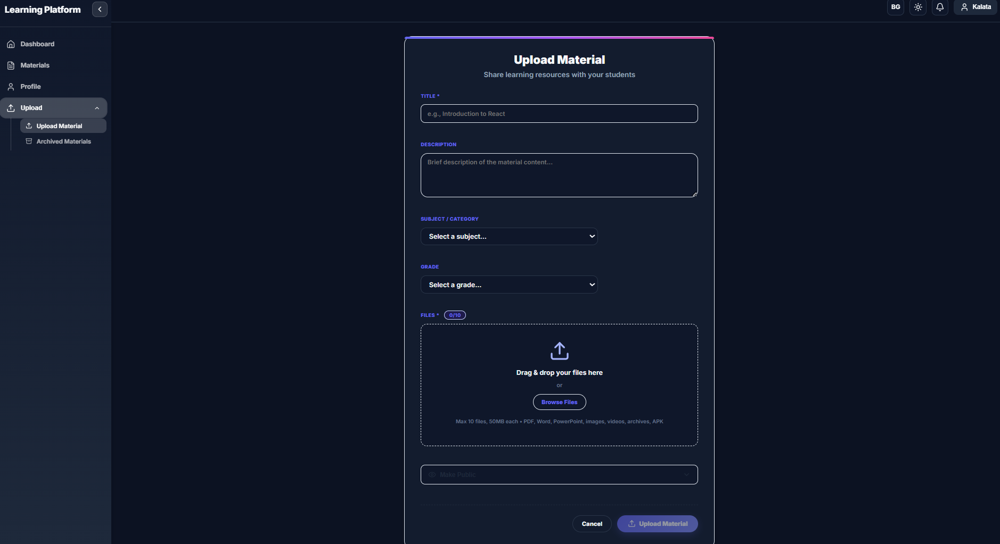 Learning Platform
BG
Kalata
Dashboard
Materials
Profile
Upload
Upload Material
Archived Materials
Upload Material
Share learning resources with your students
TITLE *
e.g., Introduction to React
DESCRIPTION
Brief description of the material content...
SUBJECT / CATEGORY
Select a subject...
GRADE
Select a grade...
FILES * 0/10
Drag & drop your files here
or
Browse Files
Max 10 files, 50MB each • PDF, Word, PowerPoint, images, videos, archives, APK
Make Public
Cancel
Upload Material